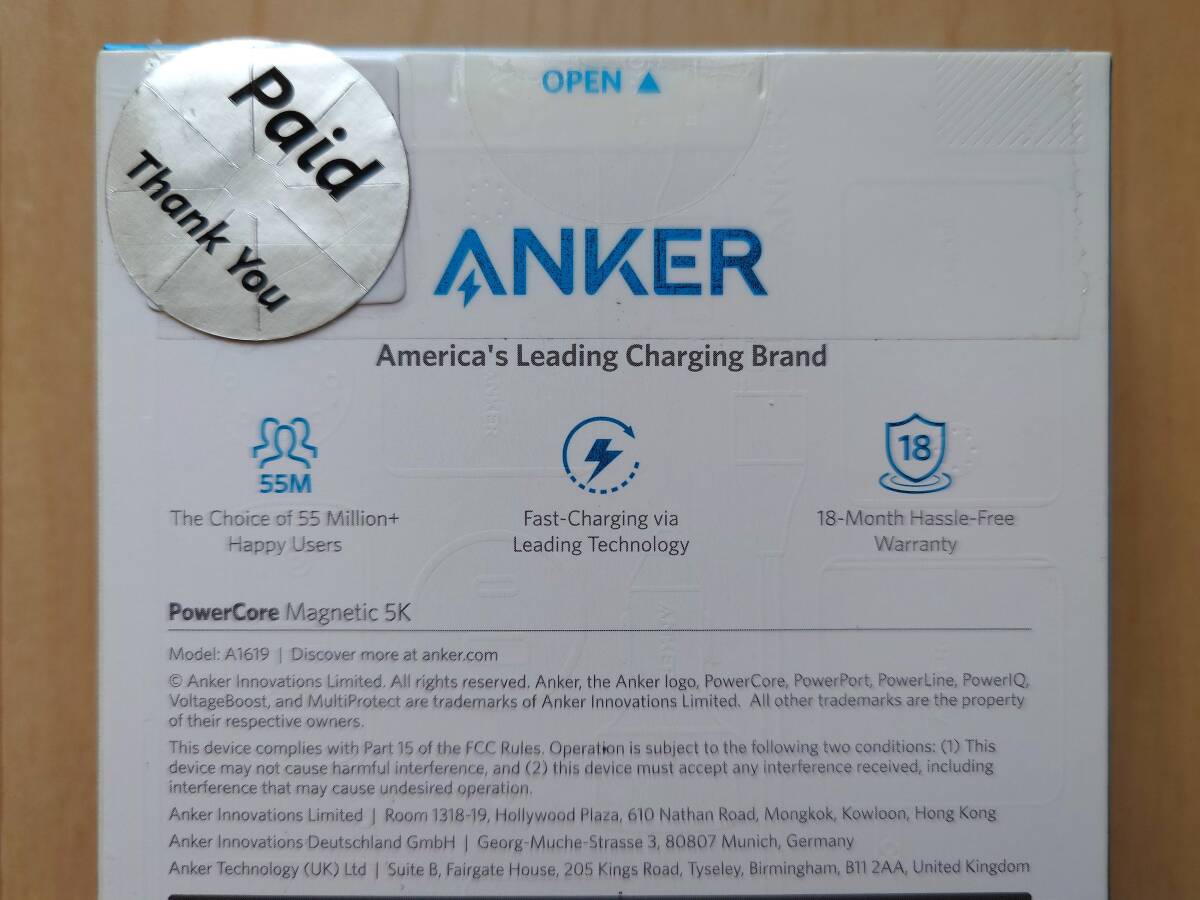 Paid
Thank You
OPEN ▲
ANKER
America's Leading Charging Brand
55M
The Choice of 55 Million+
Happy Users
Fast-Charging via
Leading Technology
18
18-Month Hassle-Free
Warranty
PowerCore Magnetic 5K
Model: A1619 | Discover more at anker.com
© Anker Innovations Limited. All rights reserved. Anker, the Anker logo, PowerCore, PowerPort, PowerLine, PowerIQ,
VoltageBoost, and MultiProtect are trademarks of Anker Innovations Limited. All other trademarks are the property
of their respective owners.
This device complies with Part 15 of the FCC Rules. Operation is subject to the following two conditions: (1) This
device may not cause harmful interference, and (2) this device must accept any interference received, including
interference that may cause undesired operation.
Anker Innovations Limited | Room 1318-19, Hollywood Plaza, 610 Nathan Road, Mongkok, Kowloon, Hong Kong
Anker Innovations Deutschland GmbH | Georg-Muche-Strasse 3, 80807 Munich, Germany
Anker Technology (UK) Ltd | Suite B, Fairgate House, 205 Kings Road, Tyseley, Birmingham, B11 2AA, United Kingdom